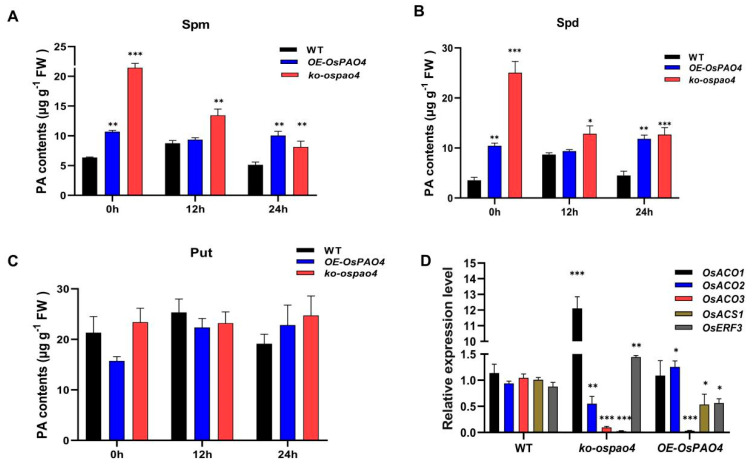 A
Spm
WT
OE-OsPAO4
ko-ospao4
PA contents (µg g⁻¹ FW )
25
20
15
10
5
0
***
**
**
**
**
0h
12h
24h
B
Spd
WT
OE-OsPAO4
ko-ospao4
PA contents (µg g⁻¹ FW )
30
20
10
0
**
***
*
**
***
0h
12h
24h
C
Put
WT
OE-OsPAO4
ko-ospao4
PA contents (µg g⁻¹ FW )
30
20
10
0
0h
12h
24h
D
OsACO1
OsACO2
OsACO3
OsACS1
OsERF3
Relative expression level
15
14
13
12
11
10
1.5
1.0
0.5
0.0
***
**
***
***
**
*
***
*
*
WT
ko-ospao4
OE-OsPAO4